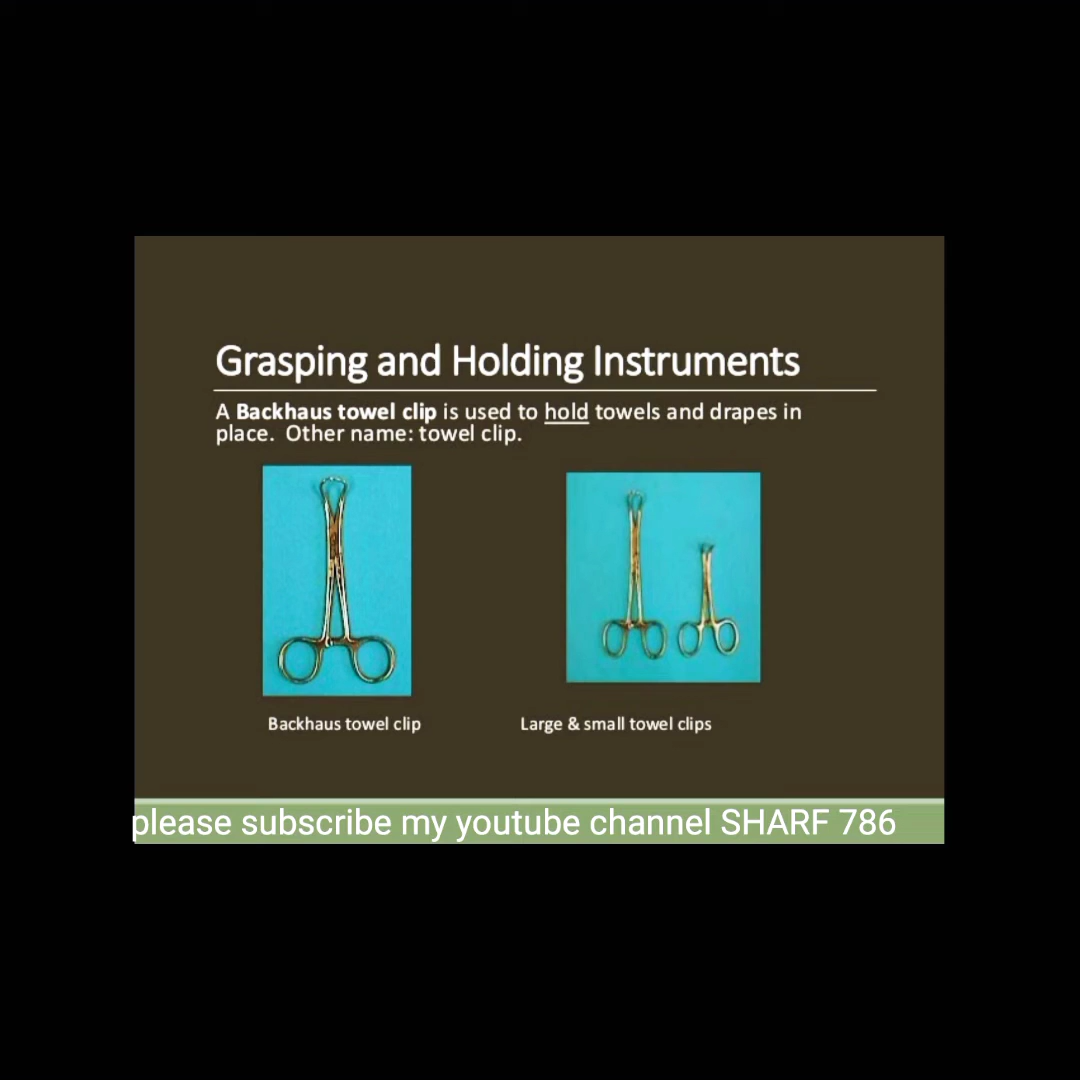 Grasping and Holding Instruments
A Backhaus towel clip is used to hold towels and drapes in
place.  Other name: towel clip.
Backhaus towel clip
Large & small towel clips
please subscribe my youtube channel SHARF 786